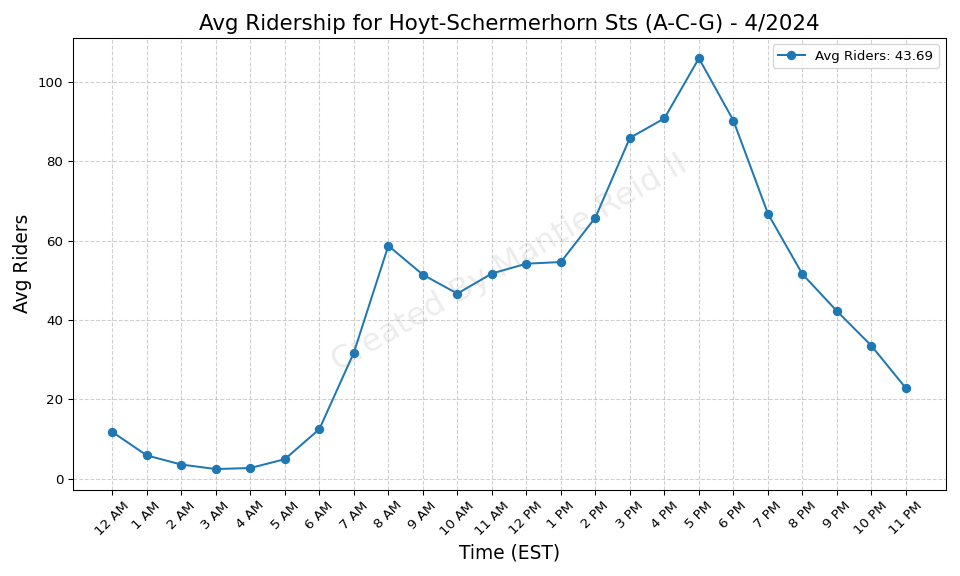 Avg Ridership for Hoyt-Schermerhorn Sts (A-C-G) - 4/2024
Avg Riders: 43.69
100
80
60
40
20
0
Avg Riders
Created By Mantie Reid II
12 AM
1 AM
2 AM
3 AM
4 AM
5 AM
6 AM
7 AM
8 AM
9 AM
10 AM
11 AM
12 PM
1 PM
2 PM
3 PM
4 PM
5 PM
6 PM
7 PM
8 PM
9 PM
10 PM
11 PM
Time (EST)